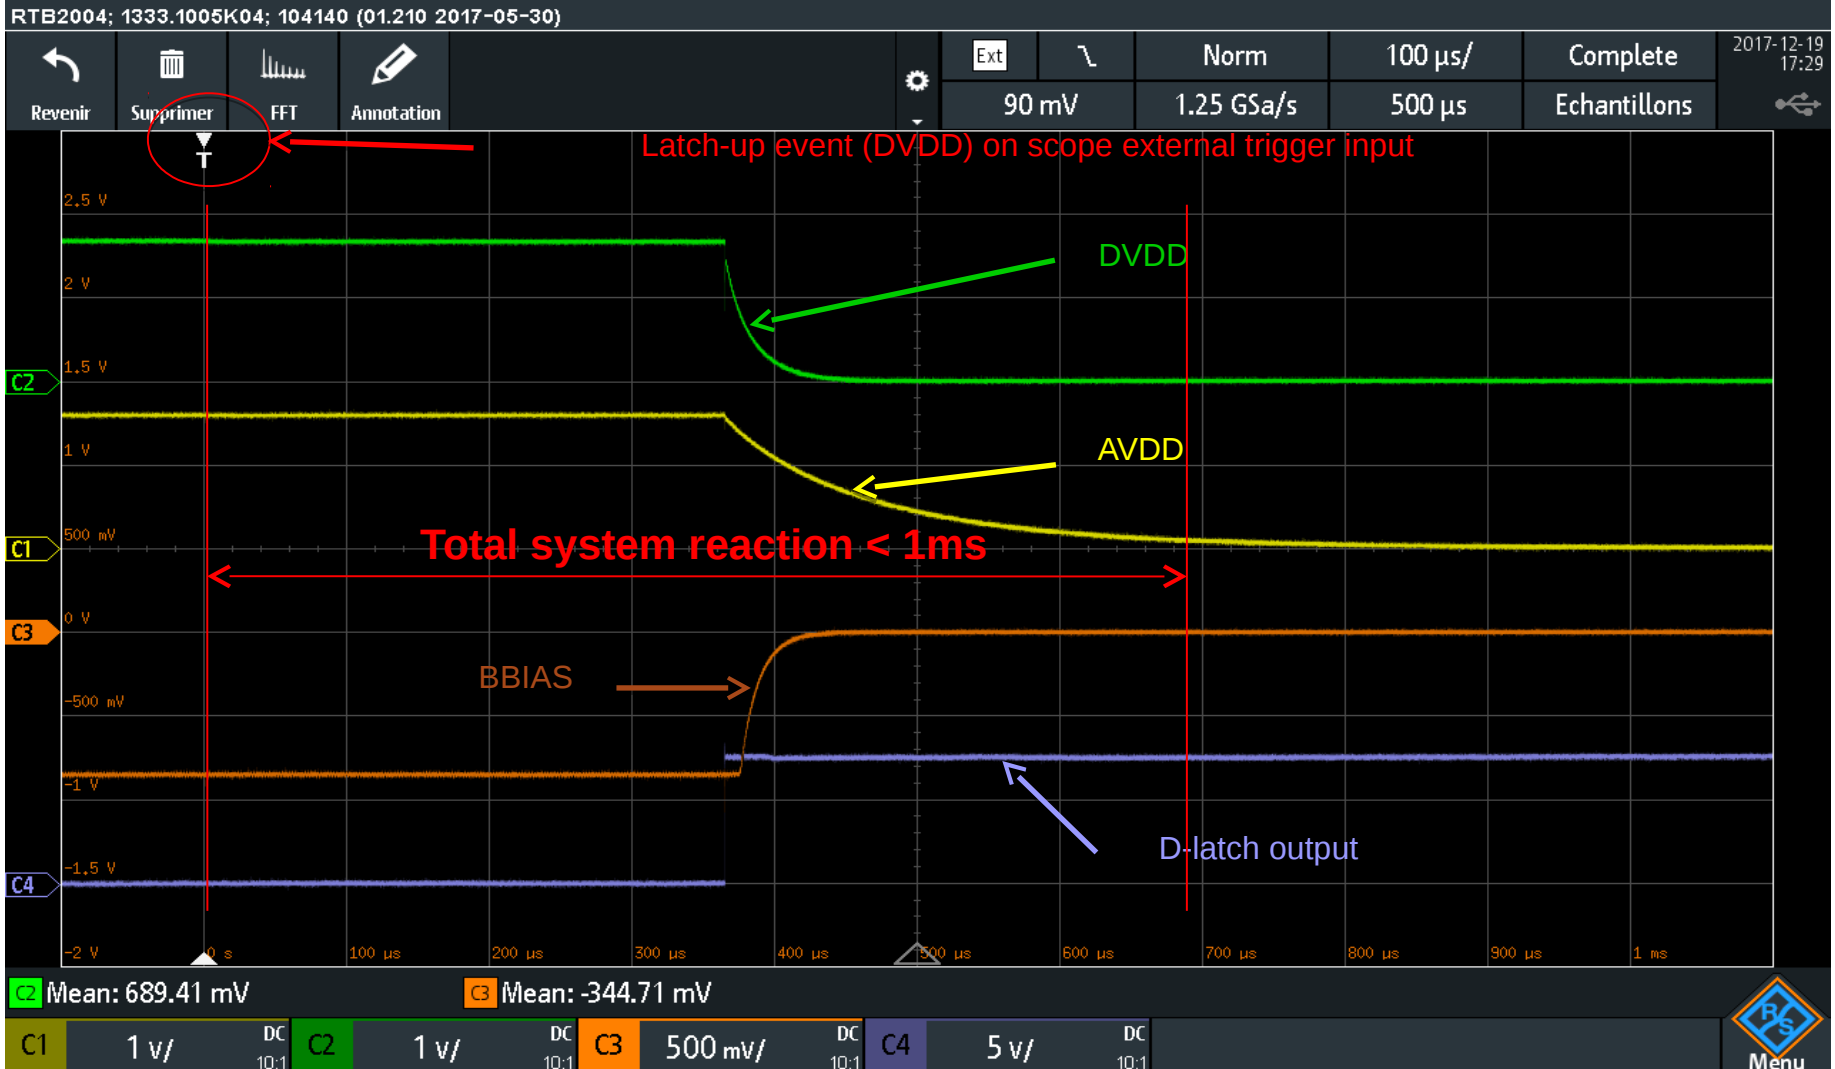 RTB2004; 1333.1005K04; 104140 (01.210 2017-05-30)
Revenir
Supprimer
FFT
Annotation
Ext
Norm
100 µs/
Complete
2017-12-19
17:29
90 mV
1.25 GSa/s
500 µs
Echantillons
T
Latch-up event (DVDD) on scope external trigger input
2.5 V
DVDD
2 V
1.5 V
C2
AVDD
1 V
500 mV
C1
Total system reaction < 1ms
0 V
C3
BBIAS
-500 mV
-1 V
D-latch output
-1.5 V
C4
-2 V
0 s
100 µs
200 µs
300 µs
400 µs
500 µs
600 µs
700 µs
800 µs
900 µs
1 ms
C2 Mean: 689.41 mV
C3 Mean: -344.71 mV
R/S
C1 1 V/ DC 10:1
C2 1 V/ DC 10:1
C3 500 mV/ DC 10:1
C4 5 V/ DC 10:1
Menu